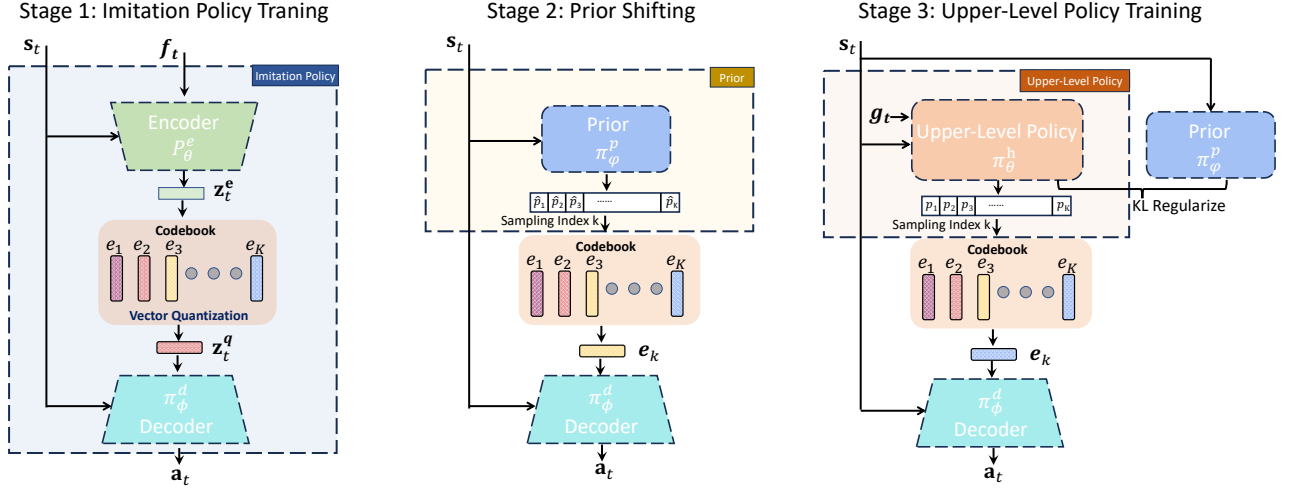 Stage 1: Imitation Policy Traning
s_t
f_t
Imitation Policy
Encoder
P_θ^e
z_t^e
Codebook
e_1 e_2 e_3 e_K
Vector Quantization
z_t^q
π_ϕ^d
Decoder
a_t
Stage 2: Prior Shifting
s_t
Prior
Prior
π_φ^p
p̂_1 p̂_2 p̂_3 ...... p̂_K
Sampling Index k
Codebook
e_1 e_2 e_3 e_K
e_k
π_ϕ^d
Decoder
a_t
Stage 3: Upper-Level Policy Training
s_t
Upper-Level Policy
g_t
Upper-Level Policy
π_θ^h
Prior
π_φ^p
KL Regularize
p_1 p_2 p_3 ...... p_K
Sampling Index k
Codebook
e_1 e_2 e_3 e_K
e_k
π_ϕ^d
Decoder
a_t